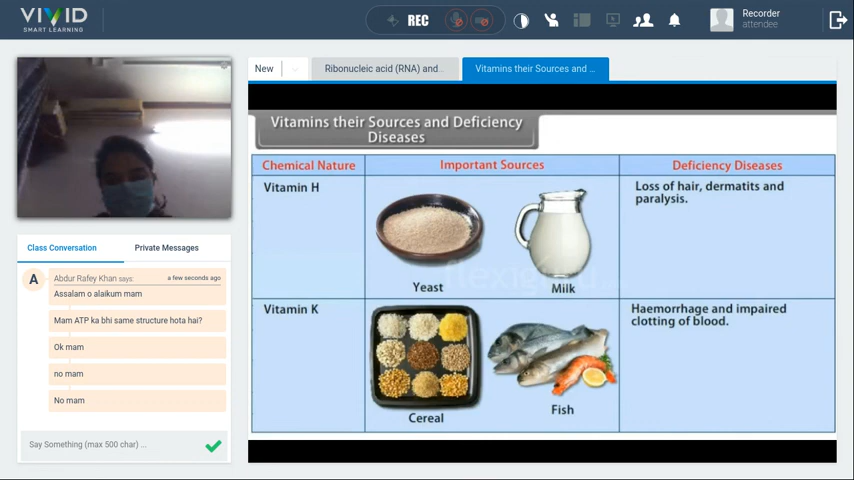 VIVID
SMART LEARNING
REC
Recorder
attendee
New
Ribonucleic acid (RNA) and..
Vitamins their Sources and ...
Vitamins their Sources and Deficiency
Diseases
Chemical Nature
Important Sources
Deficiency Diseases
Vitamin H
Yeast
Milk
Loss of hair, dermatits and
paralysis.
Vitamin K
Cereal
Fish
Haemorrhage and impaired
clotting of blood.
Class Conversation
Private Messages
A
Abdur Rafey Khan says:
a few seconds ago
Assalam o alaikum mam
Mam ATP ka bhi same structure hota hai?
Ok mam
no mam
No mam
Say Something (max 500 char) ...